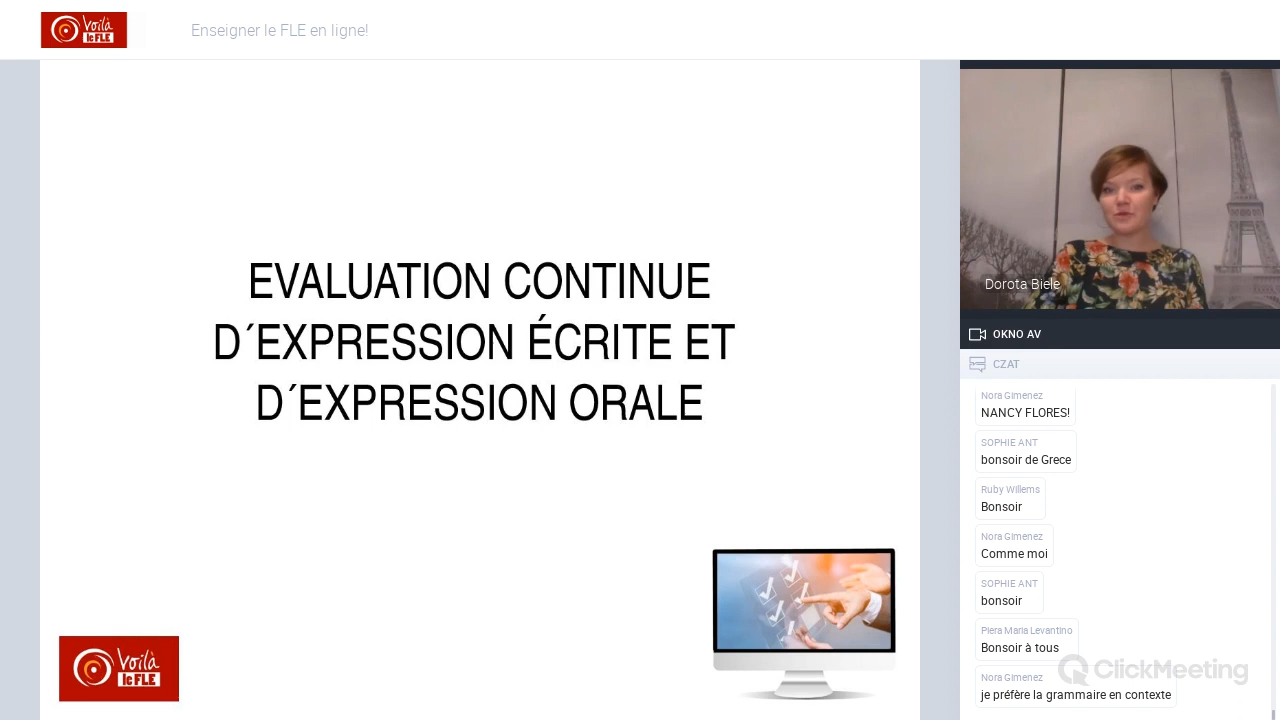 Voilà
le FLE
Enseigner le FLE en ligne!
EVALUATION CONTINUE
D´EXPRESSION ÉCRITE ET
D´EXPRESSION ORALE
Voilà
le FLE
Dorota Biele
OKNO AV
CZAT
Nora Gimenez
NANCY FLORES!
SOPHIE ANT
bonsoir de Grece
Ruby Willems
Bonsoir
Nora Gimenez
Comme moi
SOPHIE ANT
bonsoir
Piera Maria Levantino
Bonsoir à tous
Nora Gimenez
je préfère la grammaire en contexte
ClickMeeting